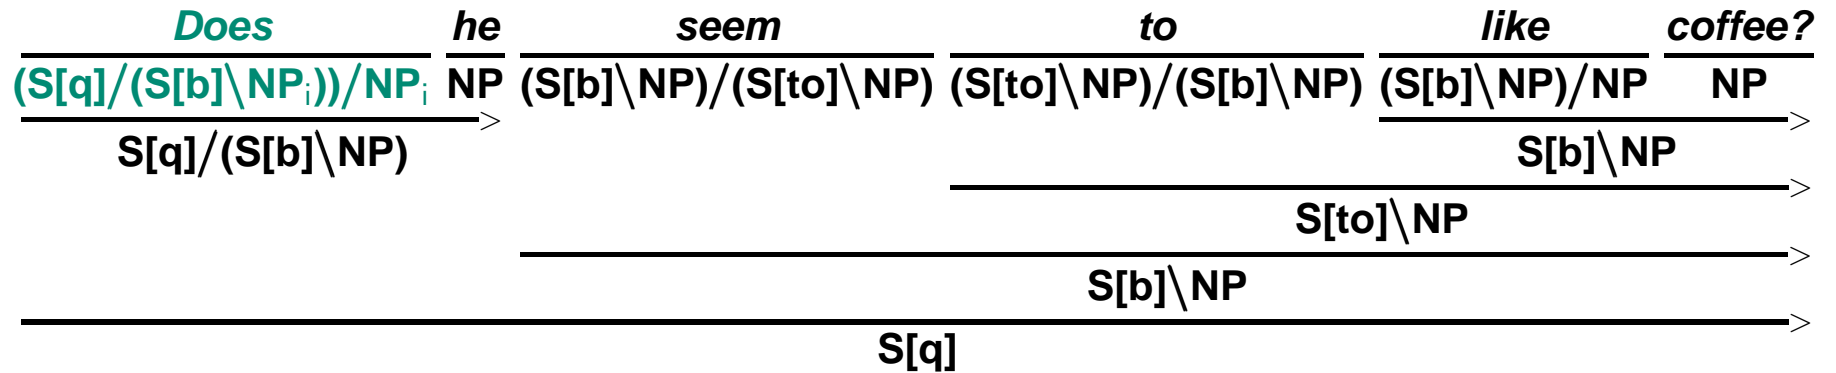 Does he seem to like coffee?
(S[q]/(S[b]\NPi))/NPi NP (S[b]\NP)/(S[to]\NP) (S[to]\NP)/(S[b]\NP) (S[b]\NP)/NP NP
> >
S[q]/(S[b]\NP) S[b]\NP
>
S[to]\NP
>
S[b]\NP
>
S[q]